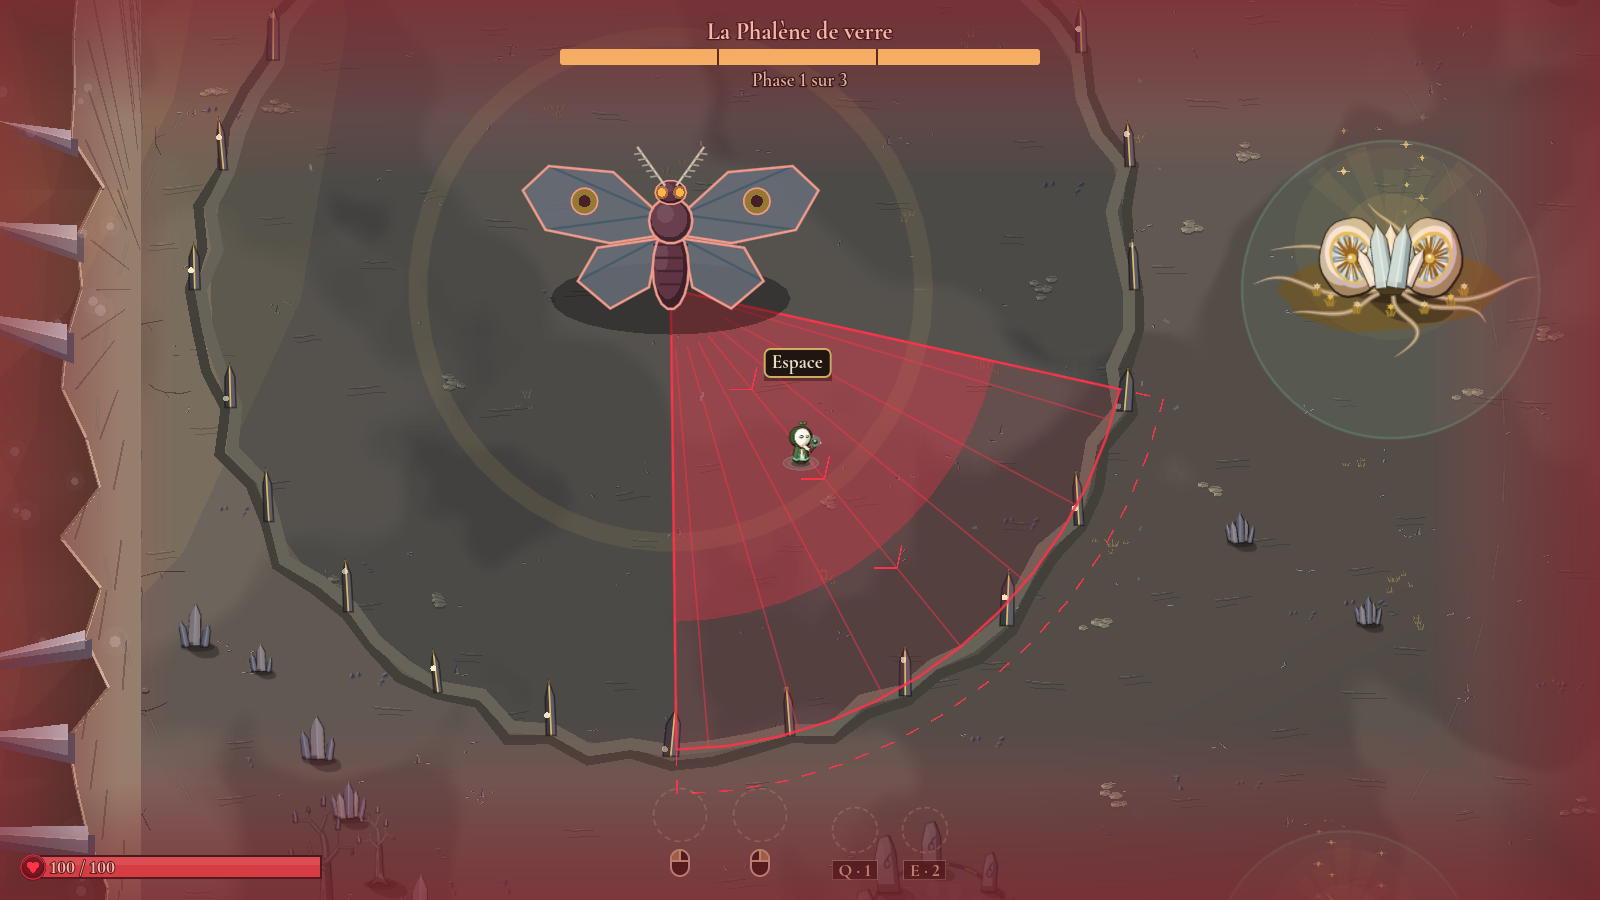 La Phalène de verre
Phase 1 sur 3
Espace
100 / 100
Q · 1
E · 2